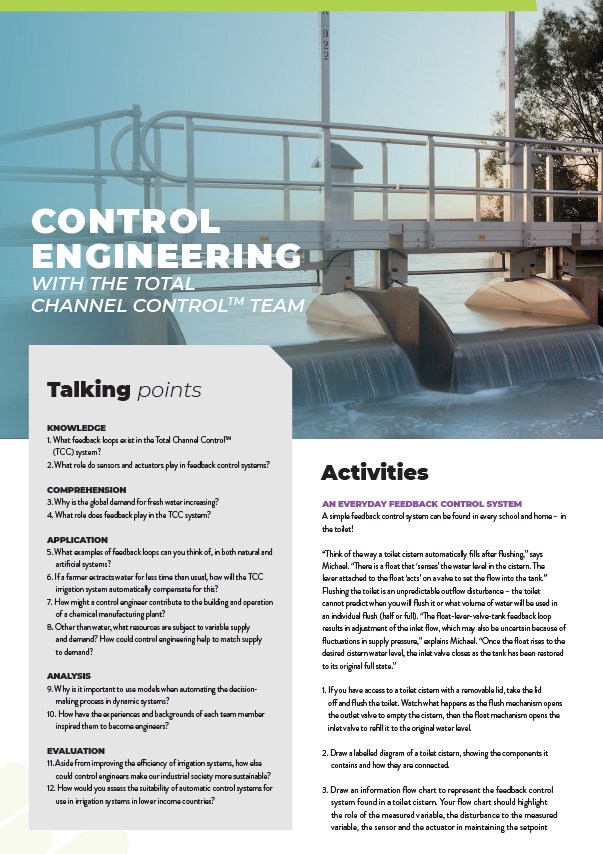 N
9
2
2
CONTROL
ENGINEERING
WITH THE TOTAL
CHANNEL CONTROL™ TEAM
Talking points
KNOWLEDGE
1. What feedback loops exist in the Total Channel Control™
(TCC) system?
2. What role do sensors and actuators play in feedback control systems?
COMPREHENSION
3. Why is the global demand for fresh water increasing?
4. What role does feedback play in the TCC system?
APPLICATION
5. What examples of feedback loops can you think of, in both natural and
artificial systems?
6. If a farmer extracts water for less time than usual, how will the TCC
irrigation system automatically compensate for this?
7. How might a control engineer contribute to the building and operation
of a chemical manufacturing plant?
8. Other than water, what resources are subject to variable supply
and demand? How could control engineering help to match supply
to demand?
ANALYSIS
9. Why is it important to use models when automating the decision-
making process in dynamic systems?
10. How have the experiences and backgrounds of each team member
inspired them to become engineers?
EVALUATION
11. Aside from improving the efficiency of irrigation systems, how else
could control engineers make our industrial society more sustainable?
12. How would you assess the suitability of automatic control systems for
use in irrigation systems in lower income countries?
Activities
AN EVERYDAY FEEDBACK CONTROL SYSTEM
A simple feedback control system can be found in every school and home – in
the toilet!
“Think of the way a toilet cistern automatically fills after flushing,” says
Michael. “There is a float that ‘senses’ the water level in the cistern. The
lever attached to the float ‘acts’ on a valve to set the flow into the tank.”
Flushing the toilet is an unpredictable outflow disturbance – the toilet
cannot predict when you will flush it or what volume of water will be used in
an individual flush (half or full). “The float-lever-valve-tank feedback loop
results in adjustment of the inlet flow, which may also be uncertain because of
fluctuations in supply pressure,” explains Michael. “Once the float rises to the
desired cistern water level, the inlet valve closes as the tank has been restored
to its original full state.”
1. If you have access to a toilet cistern with a removable lid, take the lid
off and flush the toilet. Watch what happens as the flush mechanism opens
the outlet valve to empty the cistern, then the float mechanism opens the
inlet valve to refill it to the original water level.
2. Draw a labelled diagram of a toilet cistern, showing the components it
contains and how they are connected.
3. Draw an information flow chart to represent the feedback control
system found in a toilet cistern. Your flow chart should highlight
the role of the measured variable, the disturbance to the measured
variable, the sensor and the actuator in maintaining the setpoint